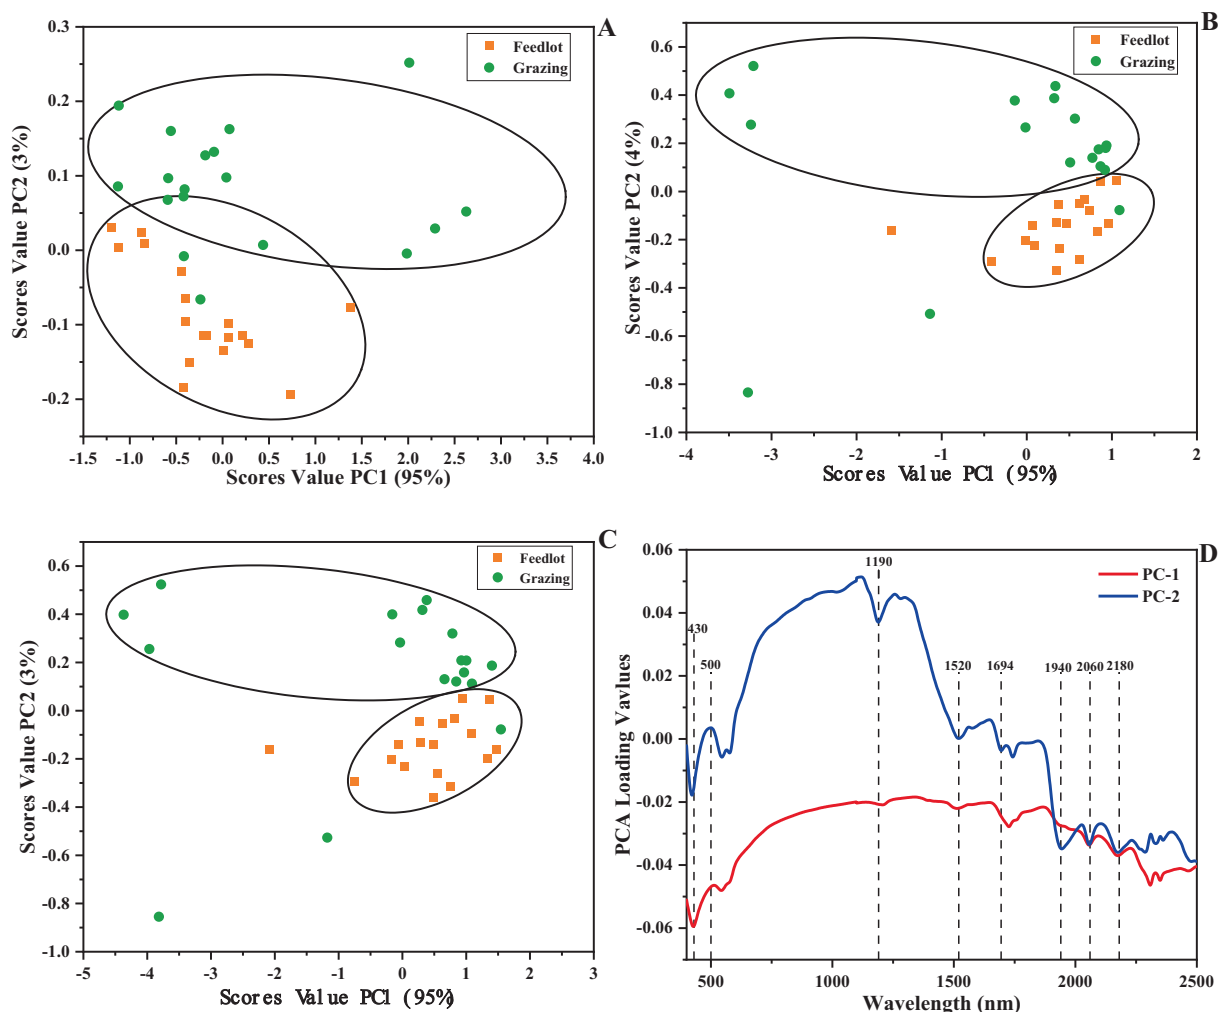 A
Feedlot
Grazing
0.3
0.2
0.1
0.0
-0.1
-0.2
Scores Value PC2 (3%)
-1.5 -1.0 -0.5 0.0 0.5 1.0 1.5 2.0 2.5 3.0 3.5 4.0
Scores Value PC1 (95%)
B
Feedlot
Grazing
0.6
0.4
0.2
0.0
-0.2
-0.4
-0.6
-0.8
-1.0
Scores Value PC2 (4%)
-4 -3 -2 -1 0 1 2
Scores Value PC1 (95%)
C
Feedlot
Grazing
0.6
0.4
0.2
0.0
-0.2
-0.4
-0.6
-0.8
-1.0
Scores Value PC2 (3%)
-5 -4 -3 -2 -1 0 1 2 3
Scores Value PC1 (95%)
D
PC-1
PC-2
0.06
0.04
0.02
0.00
-0.02
-0.04
-0.06
PCA Loading Vavlues
430
500
1190
1520
1694
1940
2060
2180
500 1000 1500 2000 2500
Wavelength (nm)